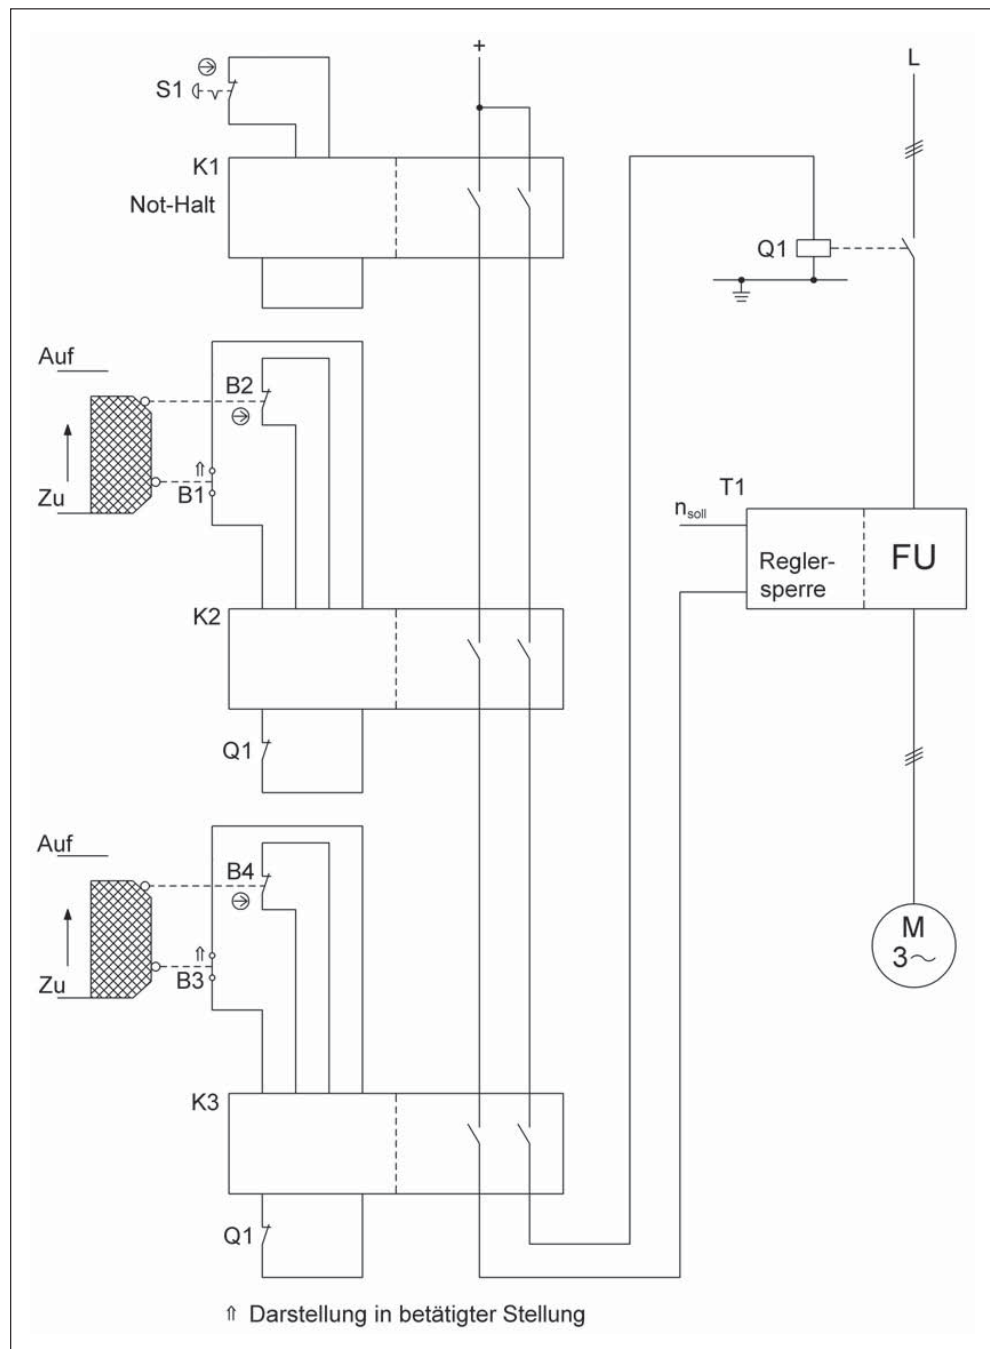 +
L
S1
K1
Not-Halt
Q1
Auf
B2
Zu
B1
T1
n_soll
Regler-
sperre
FU
K2
Q1
Auf
B4
M
3~
Zu
B3
K3
Q1
⇑ Darstellung in betätigter Stellung